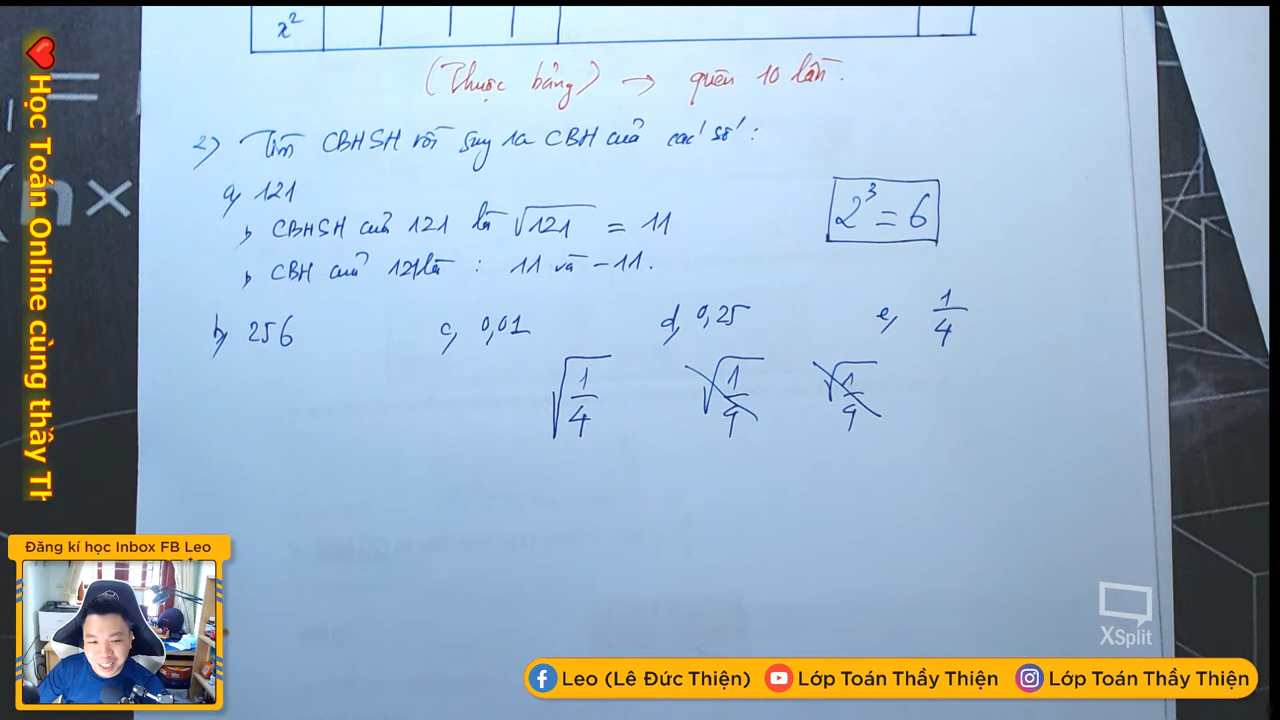 x²
(Thuộc bảng) → quên 10 lần.
2) Tìm CBHSH rồi suy ra CBH của các số:
a, 121
CBHSH của 121 là √121 = 11
2³ = 6
CBH của 121 là : 11 và -11.
b, 256 c, 0,01 d, 0,25 e, 1/4
√1/4 √1/4 √1/4
Học Toán Online cùng thầy Th
Đăng kí học Inbox FB Leo
XSplit
Leo (Lê Đức Thiện) Lớp Toán Thầy Thiện Lớp Toán Thầy Thiện